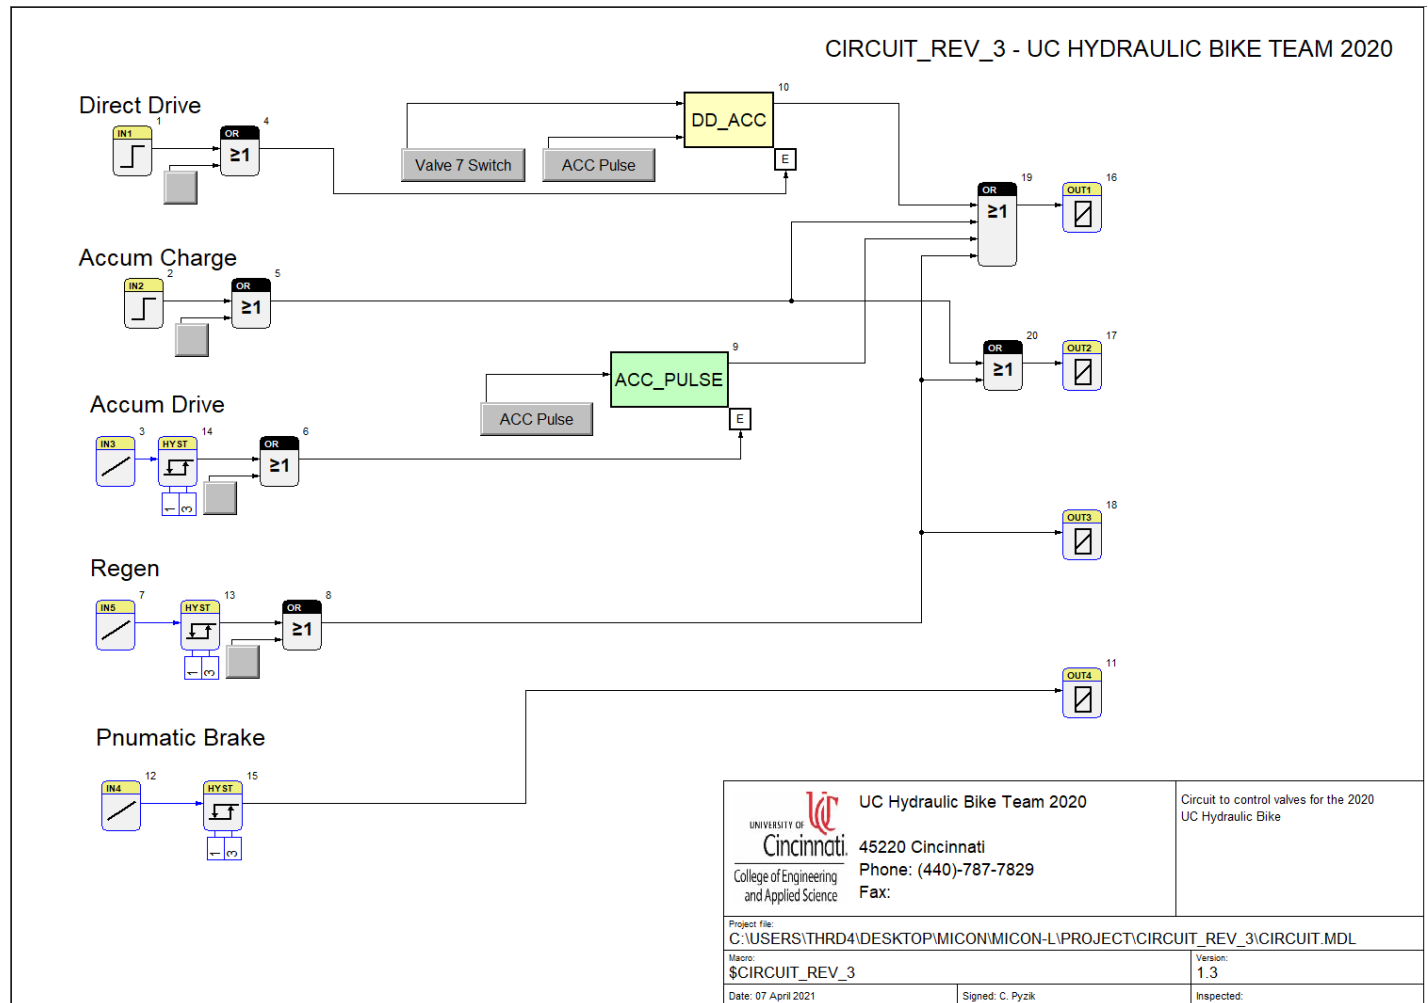 CIRCUIT_REV_3 - UC HYDRAULIC BIKE TEAM 2020
10
Direct Drive
DD_ACC
1
4
IN1
OR
≥1
Valve 7 Switch
ACC Pulse
E
19
16
OR
OUT1
≥1
Accum Charge
2
5
IN2
OR
≥1
20
17
9
OR
OUT2
≥1
ACC_PULSE
Accum Drive
ACC Pulse
E
3
14
6
IN3
HYST
OR
≥1
1
3
18
OUT3
Regen
7
13
8
IN5
HYST
OR
≥1
1
3
11
OUT4
Pnumatic Brake
12
15
IN4
HYST
1
3
UNIVERSITY OF
Cincinnati
College of Engineering
and Applied Science
UC Hydraulic Bike Team 2020
45220 Cincinnati
Phone: (440)-787-7829
Fax:
Circuit to control valves for the 2020
UC Hydraulic Bike
Project file:
C:\USERS\THRD4\DESKTOP\MICON\MICON-L\PROJECT\CIRCUIT_REV_3\CIRCUIT.MDL
Macro:
$CIRCUIT_REV_3
Version:
1.3
Date: 07 April 2021
Signed: C. Pyzik
Inspected: